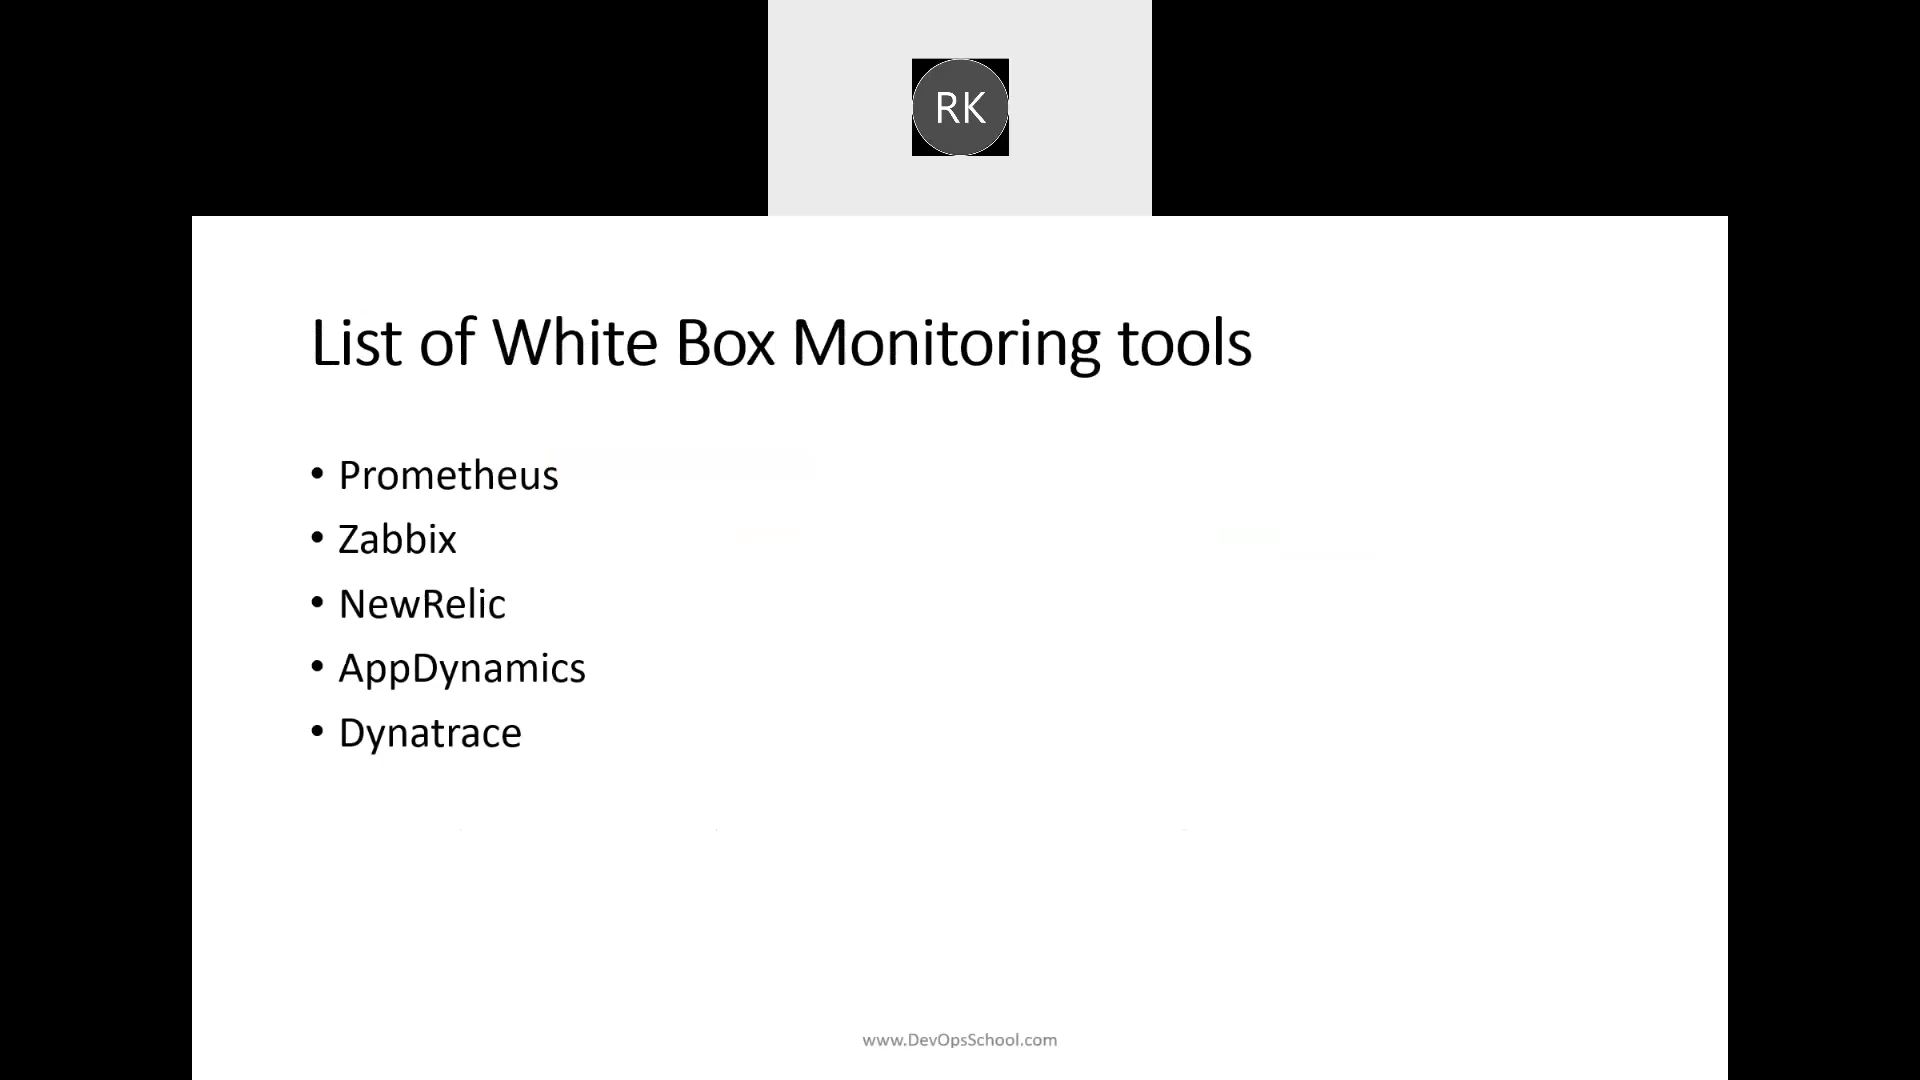 RK
List of White Box Monitoring tools
• Prometheus
• Zabbix
• NewRelic
• AppDynamics
• Dynatrace
www.DevOpsSchool.com